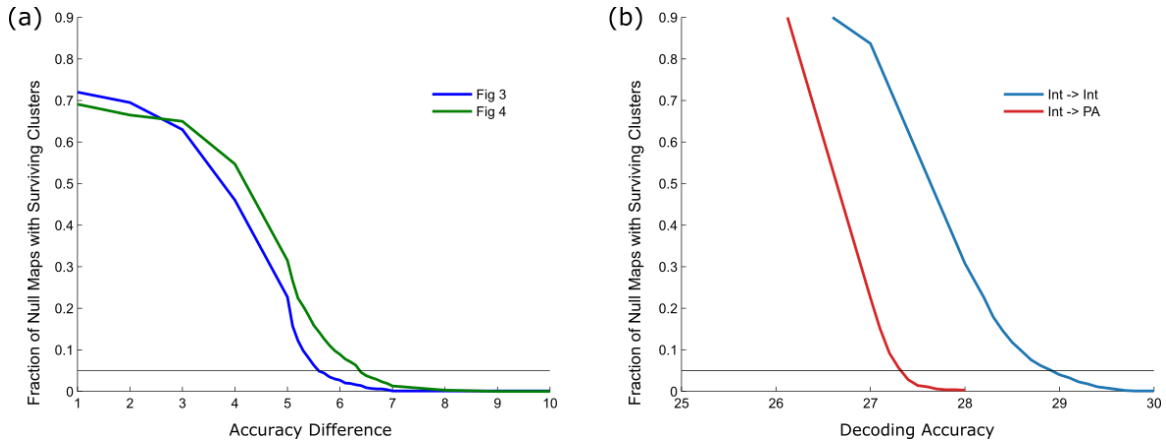 (a)
Fraction of Null Maps with Surviving Clusters
0.9
0.8
0.7
0.6
0.5
0.4
0.3
0.2
0.1
0
1 2 3 4 5 6 7 8 9 10
Accuracy Difference
Fig 3
Fig 4
(b)
Fraction of Null Maps with Surviving Clusters
0.9
0.8
0.7
0.6
0.5
0.4
0.3
0.2
0.1
0
25 26 27 28 29 30
Decoding Accuracy
Int -> Int
Int -> PA